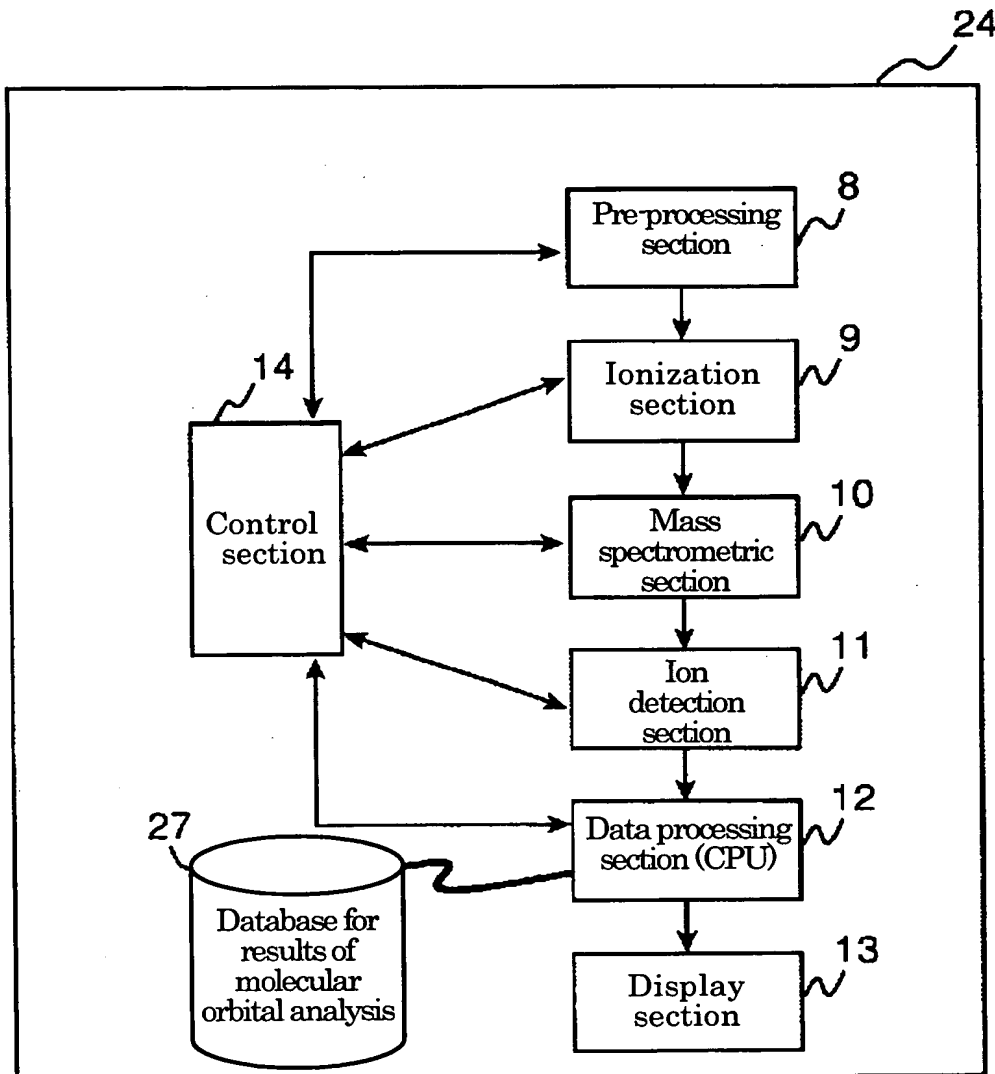 24
8
Pre-processing
section
9
Ionization
section
14
Control
section
10
Mass
spectrometric
section
11
Ion
detection
section
12
Data processing
section (CPU)
27
Database for
results of
molecular
orbital analysis
13
Display
section